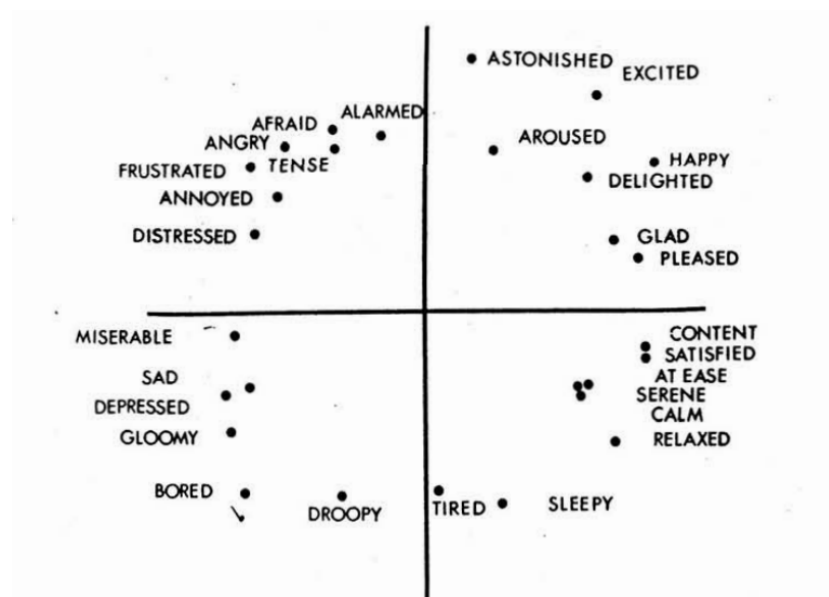 ASTONISHED
EXCITED
ALARMED
AFRAID
AROUSED
ANGRY
HAPPY
TENSE
FRUSTRATED
DELIGHTED
ANNOYED
DISTRESSED
GLAD
PLEASED
MISERABLE
CONTENT
SATISFIED
SAD
AT EASE
DEPRESSED
SERENE
CALM
GLOOMY
RELAXED
BORED
DROOPY
TIRED
SLEEPY